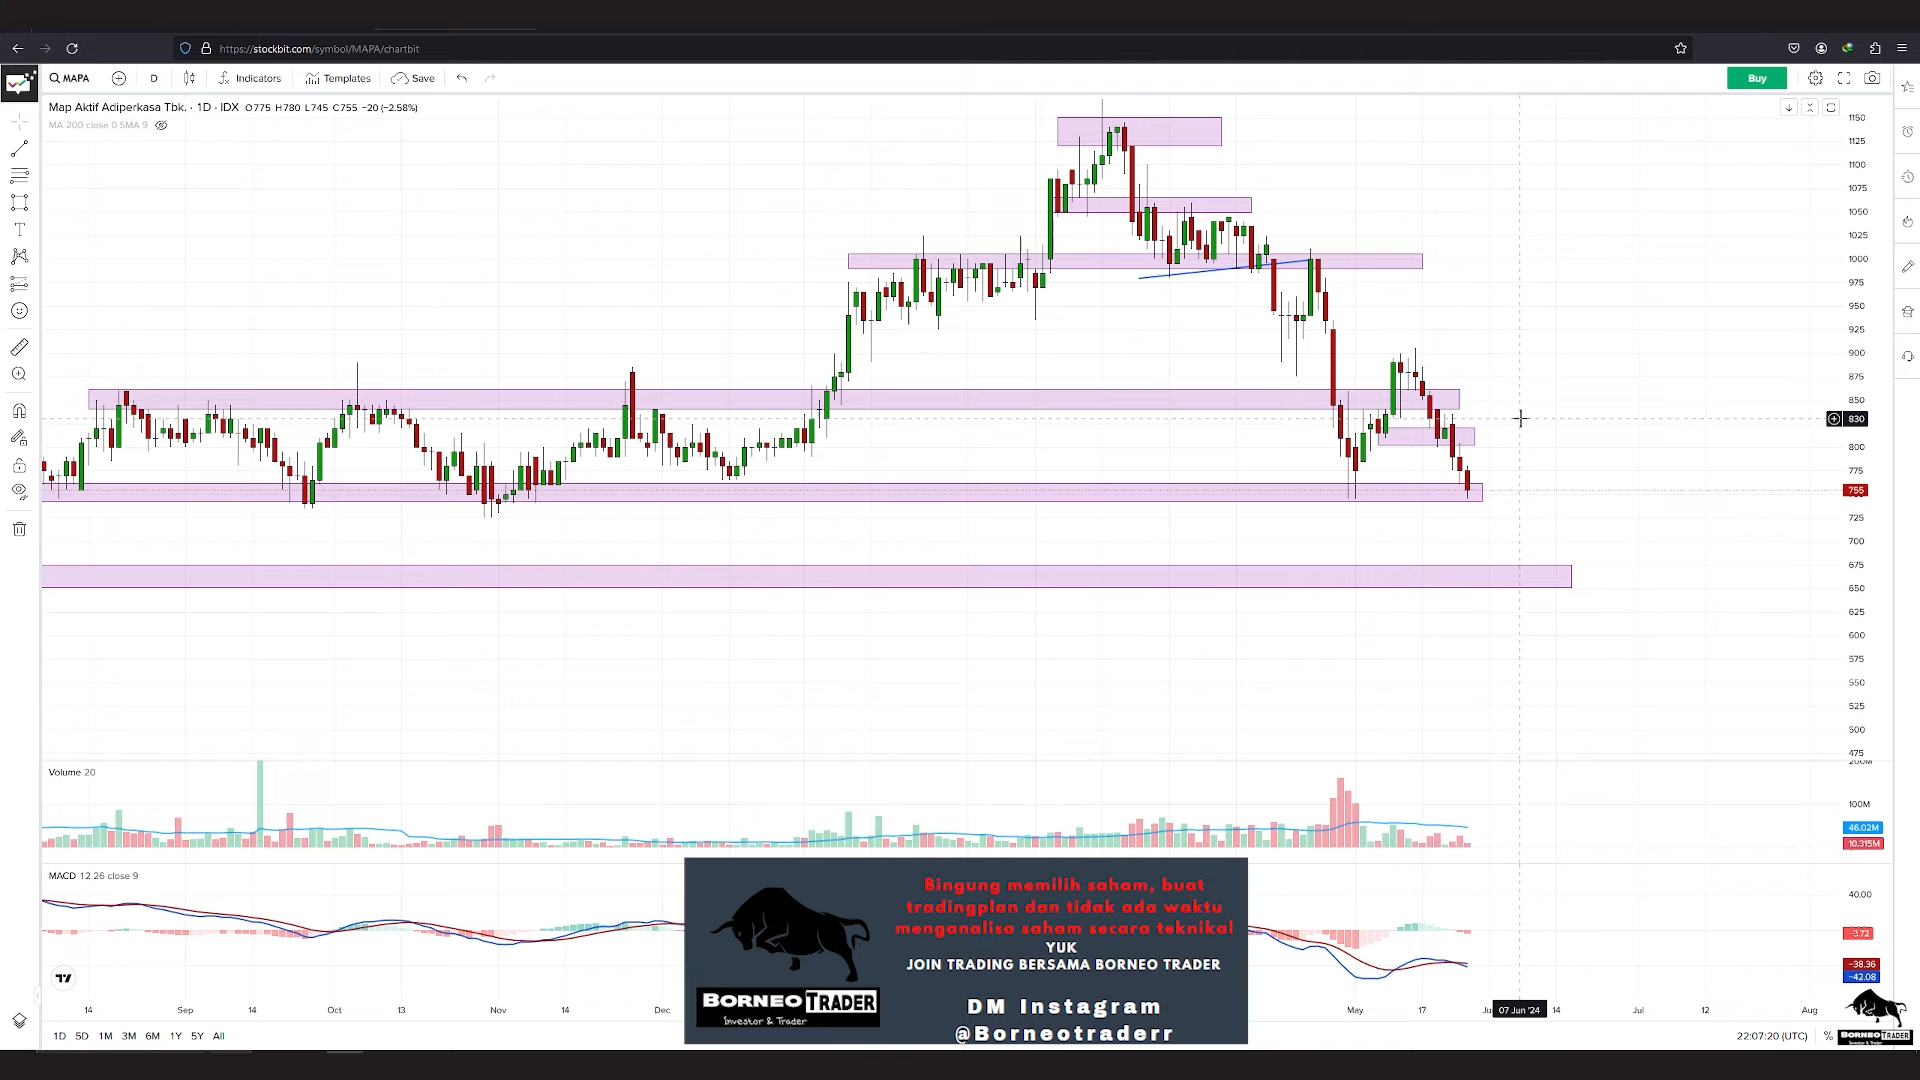 https://stockbit.com/symbol/MAPA/chartbit
MAPA
D
Indicators
Templates
Save
Buy
Map Aktif Adiperkasa Tbk. · 1D · IDX O775 H780 L745 C755 −20 (−2.58%)
MA 200 close 0 SMA 9
1150
1125
1100
1075
1050
1025
1000
975
950
925
900
875
850
830
800
775
755
725
700
675
650
625
600
575
550
525
500
475
Volume 20
200M
100M
46.02M
10.315M
MACD 12 26 close 9
40.00
−3.72
−38.36
−42.08
Bingung memilih saham, buat
tradingplan dan tidak ada waktu
menganalisa saham secara teknikal
YUK
JOIN TRADING BERSAMA BORNEO TRADER
DM Instagram
@Borneotraderr
BORNEO TRADER
Investor & Trader
14 Sep 14 Oct 13 Nov 14 Dec May 17 07 Jun '24 14 Jul 12 Aug
1D 5D 1M 3M 6M 1Y 5Y All
22:07:20 (UTC) %
BORNEO TRADER